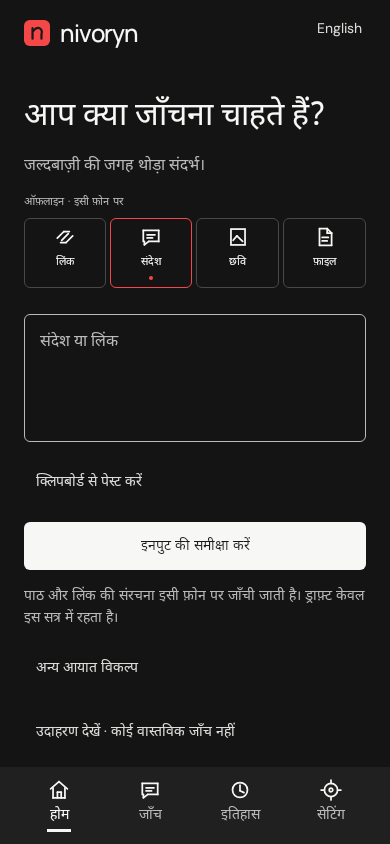 n nivoryn
English
आप क्या जाँचना चाहते हैं?
जल्दबाज़ी की जगह थोड़ा संदर्भ।
ऑफ़लाइन · इसी फ़ोन पर
लिंक
संदेश
छवि
फ़ाइल
संदेश या लिंक
क्लिपबोर्ड से पेस्ट करें
इनपुट की समीक्षा करें
पाठ और लिंक की संरचना इसी फ़ोन पर जाँची जाती है। ड्राफ़्ट केवल
इस सत्र में रहता है।
अन्य आयात विकल्प
उदाहरण देखें · कोई वास्तविक जाँच नहीं
होम
जाँच
इतिहास
सेटिंग